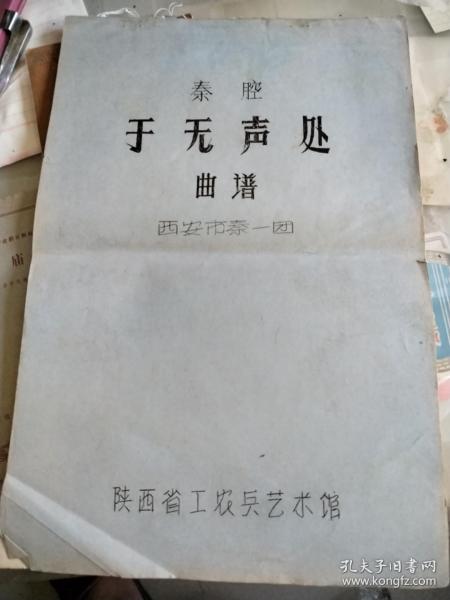 秦腔
于无声处
曲谱
西安市秦一团
陕西省工农兵艺术馆
庙
孔夫子旧书网
www.kongfz.com